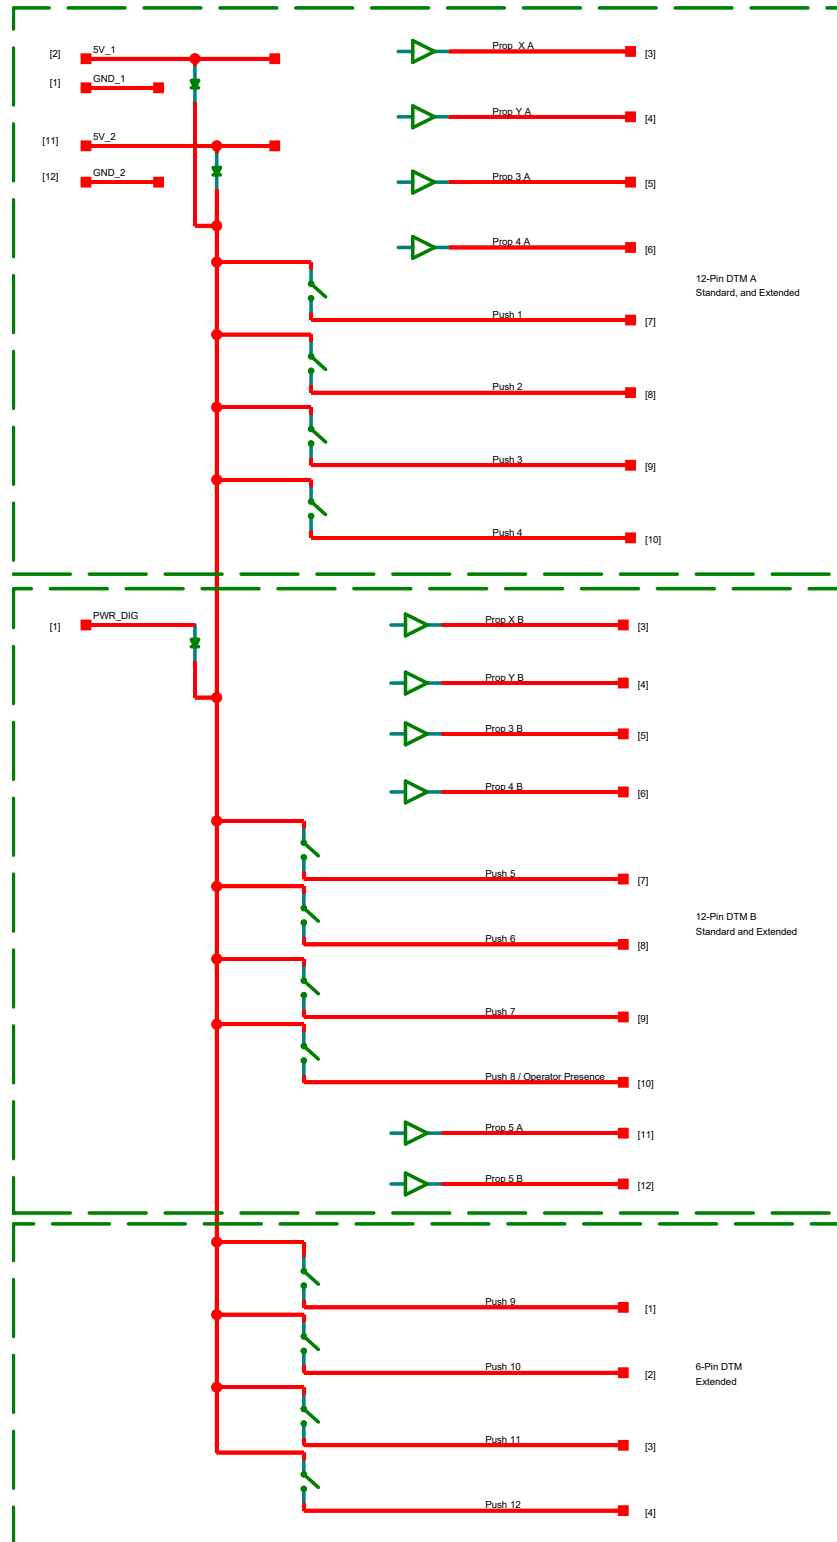 [2] 5V_1
Prop X A [3]
[1] GND_1
Prop Y A [4]
[11] 5V_2
[12] GND_2
Prop 3 A [5]
Prop 4 A [6]
12-Pin DTM A
Standard, and Extended
Push 1 [7]
Push 2 [8]
Push 3 [9]
Push 4 [10]
[1] PWR_DIG
Prop X B [3]
Prop Y B [4]
Prop 3 B [5]
Prop 4 B [6]
Push 5 [7]
12-Pin DTM B
Standard and Extended
Push 6 [8]
Push 7 [9]
Push 8 / Operator Presence [10]
Prop 5 A [11]
Prop 5 B [12]
Push 9 [1]
6-Pin DTM
Extended
Push 10 [2]
Push 11 [3]
Push 12 [4]